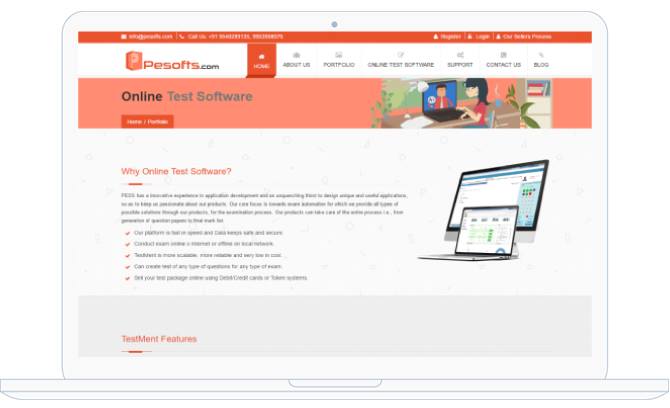 info@pesofts.com Call Us: +91
Register Login Our Sellers Process
Pesofts.com
HOME ABOUT US PORTFOLIO ONLINE TEST SOFTWARE SUPPORT CONTACT US BLOG
Online Test Software
Home / Portfolio
Why Online Test Software?
has a innovative experience in application development and an unquenching thirst to design unique and useful applications,
so as to keep us passionate about our products. Our core focus is towards exam automation for which we provide all types of
possible solutions through our products, for the examination process. Our products can take care of the entire process i.e., from
generation of question papers to final mark list.
Our platform is fast in speed and Data keeps safe and secure.
Conduct exam online o internet or offline on local network.
TestMent is more scalable, more reliable and very low in cost.
Can create test of any type of questions for any type of exam.
Sell your test package online using Debit/Credit cards or Token systems.
TestMent Features